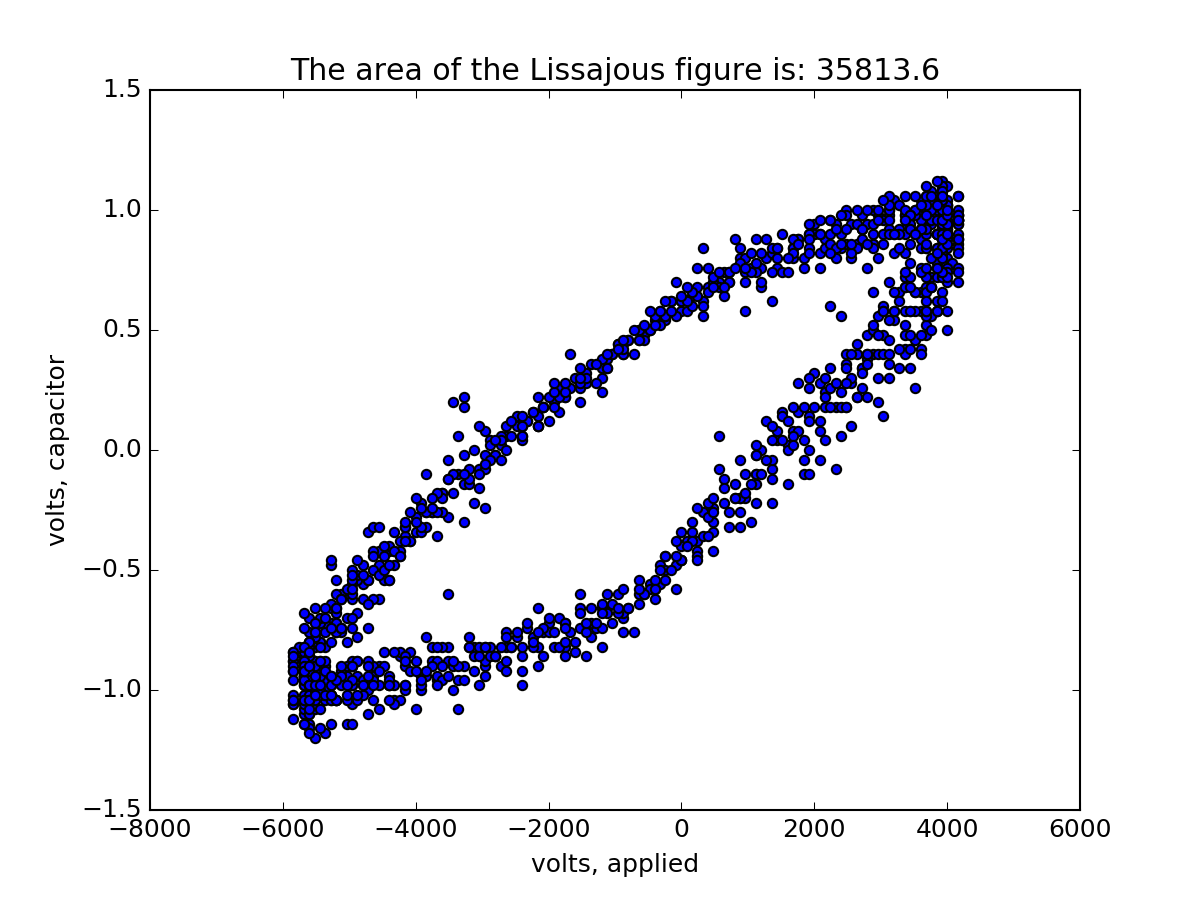 The area of the Lissajous figure is: 35813.6
1.5
1.0
0.5
0.0
−0.5
−1.0
−1.5
volts, capacitor
−8000 −6000 −4000 −2000 0 2000 4000 6000
volts, applied